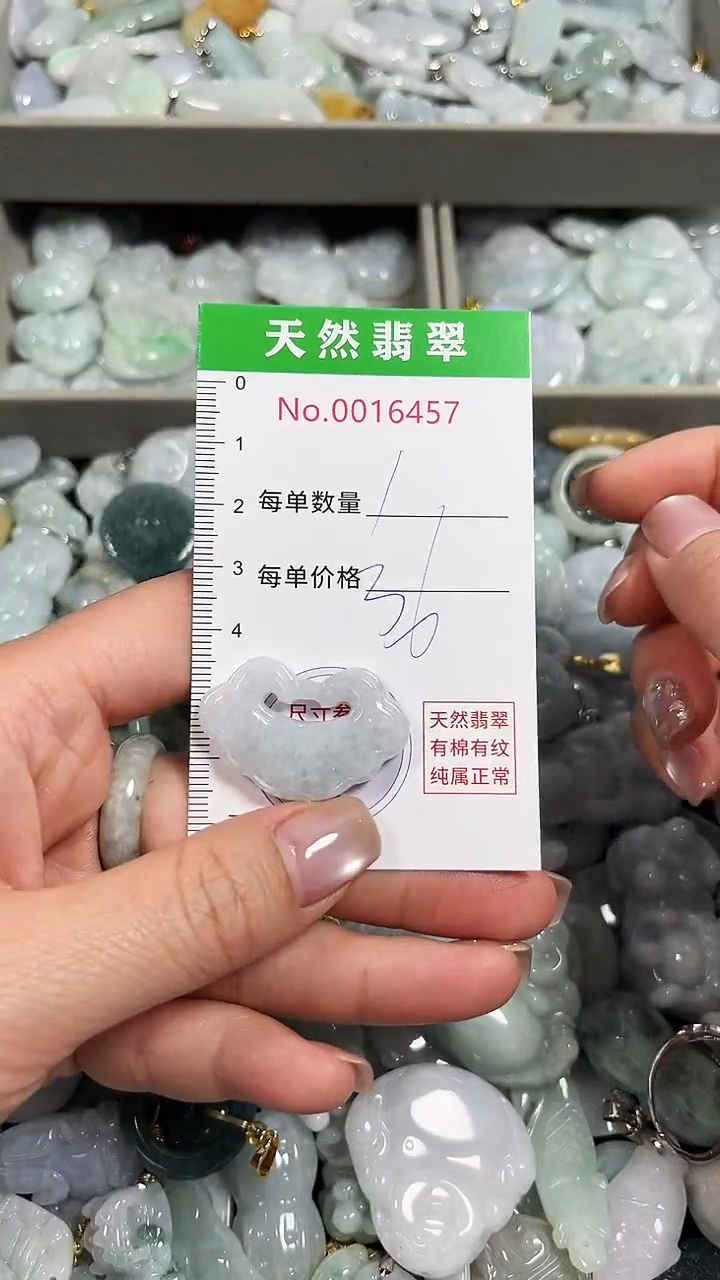 天然翡翠
0
No.0016457
1
2
每单数量 1
3
每单价格 36
4
尺寸参
天然翡翠
有棉有纹
纯属正常